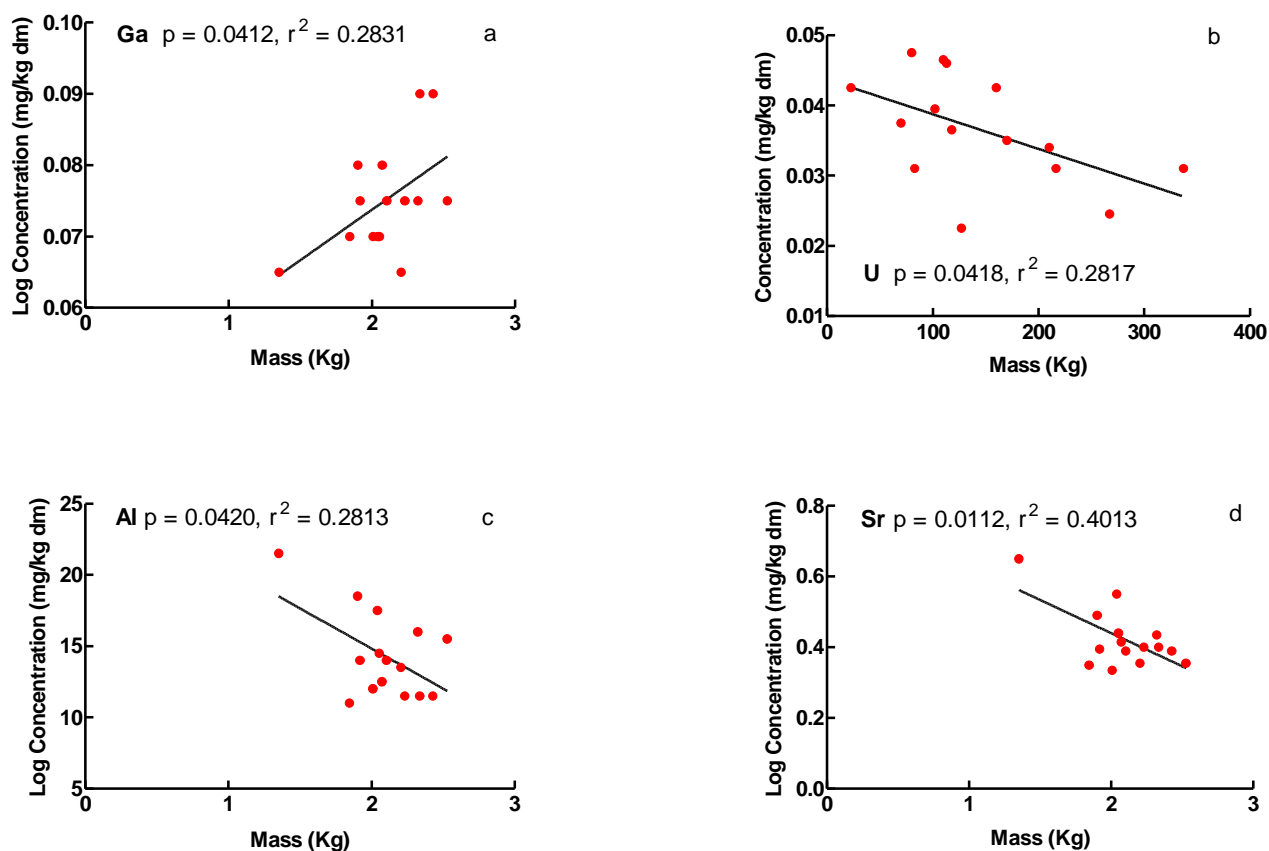 Ga p = 0.0412, r² = 0.2831
a
Log Concentration (mg/kg dm)
0.10
0.09
0.08
0.07
0.06
0
1
2
3
Mass (Kg)
b
Concentration (mg/kg dm)
0.05
0.04
0.03
0.02
0.01
U p = 0.0418, r² = 0.2817
0
100
200
300
400
Mass (Kg)
Al p = 0.0420, r² = 0.2813
c
Log Concentration (mg/kg dm)
25
20
15
10
5
0
1
2
3
Mass (Kg)
Sr p = 0.0112, r² = 0.4013
d
Log Concentration (mg/kg dm)
0.8
0.6
0.4
0.2
0.0
0
1
2
3
Mass (Kg)